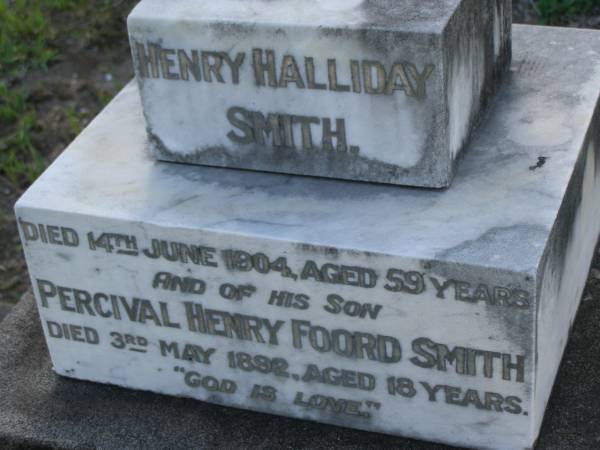 HENRY HALLIDAY
SMITH.
DIED 14TH JUNE 1904, AGED 59 YEARS
AND OF HIS SON
PERCIVAL HENRY FOORD SMITH
DIED 3RD MAY 1892, AGED 18 YEARS.
"GOD IS LOVE."